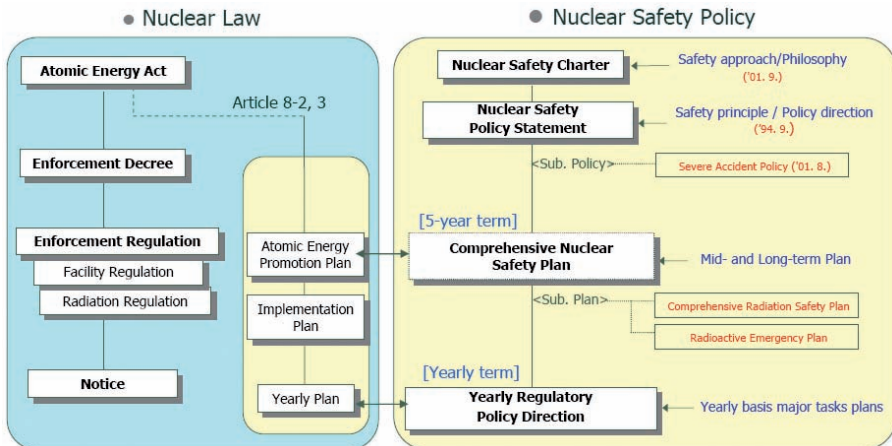 Nuclear Law
Atomic Energy Act
Article 8-2, 3
Enforcement Decree
Enforcement Regulation
Facility Regulation
Radiation Regulation
Notice
Atomic Energy
Promotion Plan
Implementation
Plan
Yearly Plan
Nuclear Safety Policy
Nuclear Safety Charter
Safety approach/Philosophy
('01. 9.)
Nuclear Safety
Policy Statement
Safety principle / Policy direction
('94. 9.)
<Sub. Policy>
Severe Accident Policy ('01. 8.)
[5-year term]
Comprehensive Nuclear
Safety Plan
Mid- and Long-term Plan
<Sub. Plan>
Comprehensive Radiation Safety Plan
Radioactive Emergency Plan
[Yearly term]
Yearly Regulatory
Policy Direction
Yearly basis major tasks plans